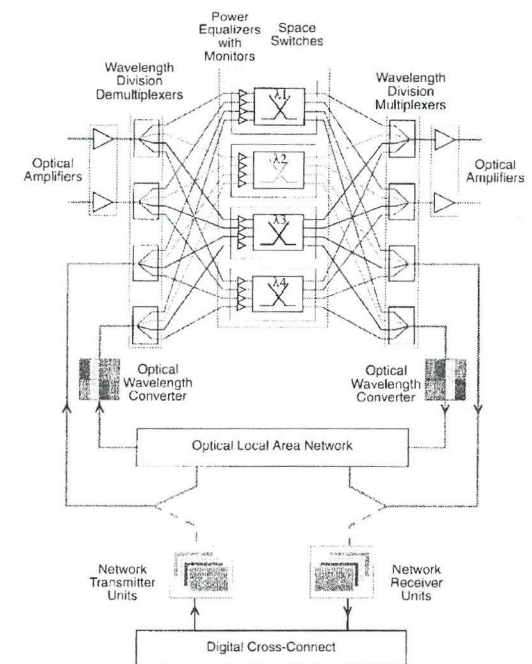 Power
Equalizers
with
Monitors
Space
Switches
Wavelength
Division
Demultiplexers
Wavelength
Division
Multiplexers
λ1
λ2
λ3
λ4
Optical
Amplifiers
Optical
Amplifiers
Optical
Wavelength
Converter
Optical
Wavelength
Converter
Optical Local Area Network
Network
Transmitter
Units
Network
Receiver
Units
Digital Cross-Connect